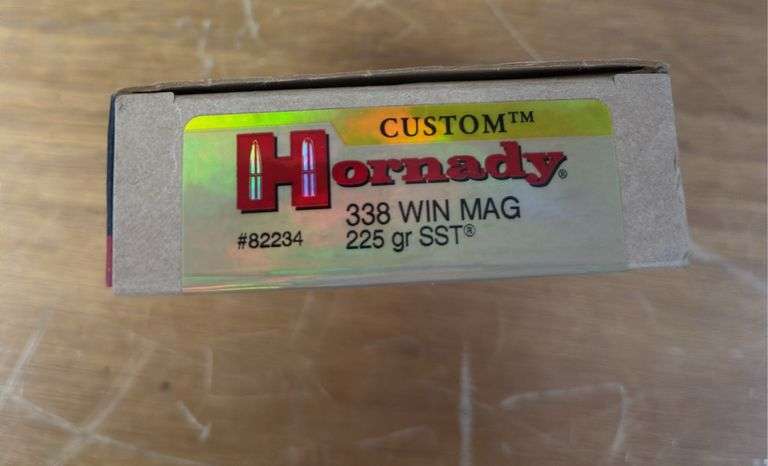 CUSTOM™
Hornady®
338 WIN MAG
#82234 225 gr SST®